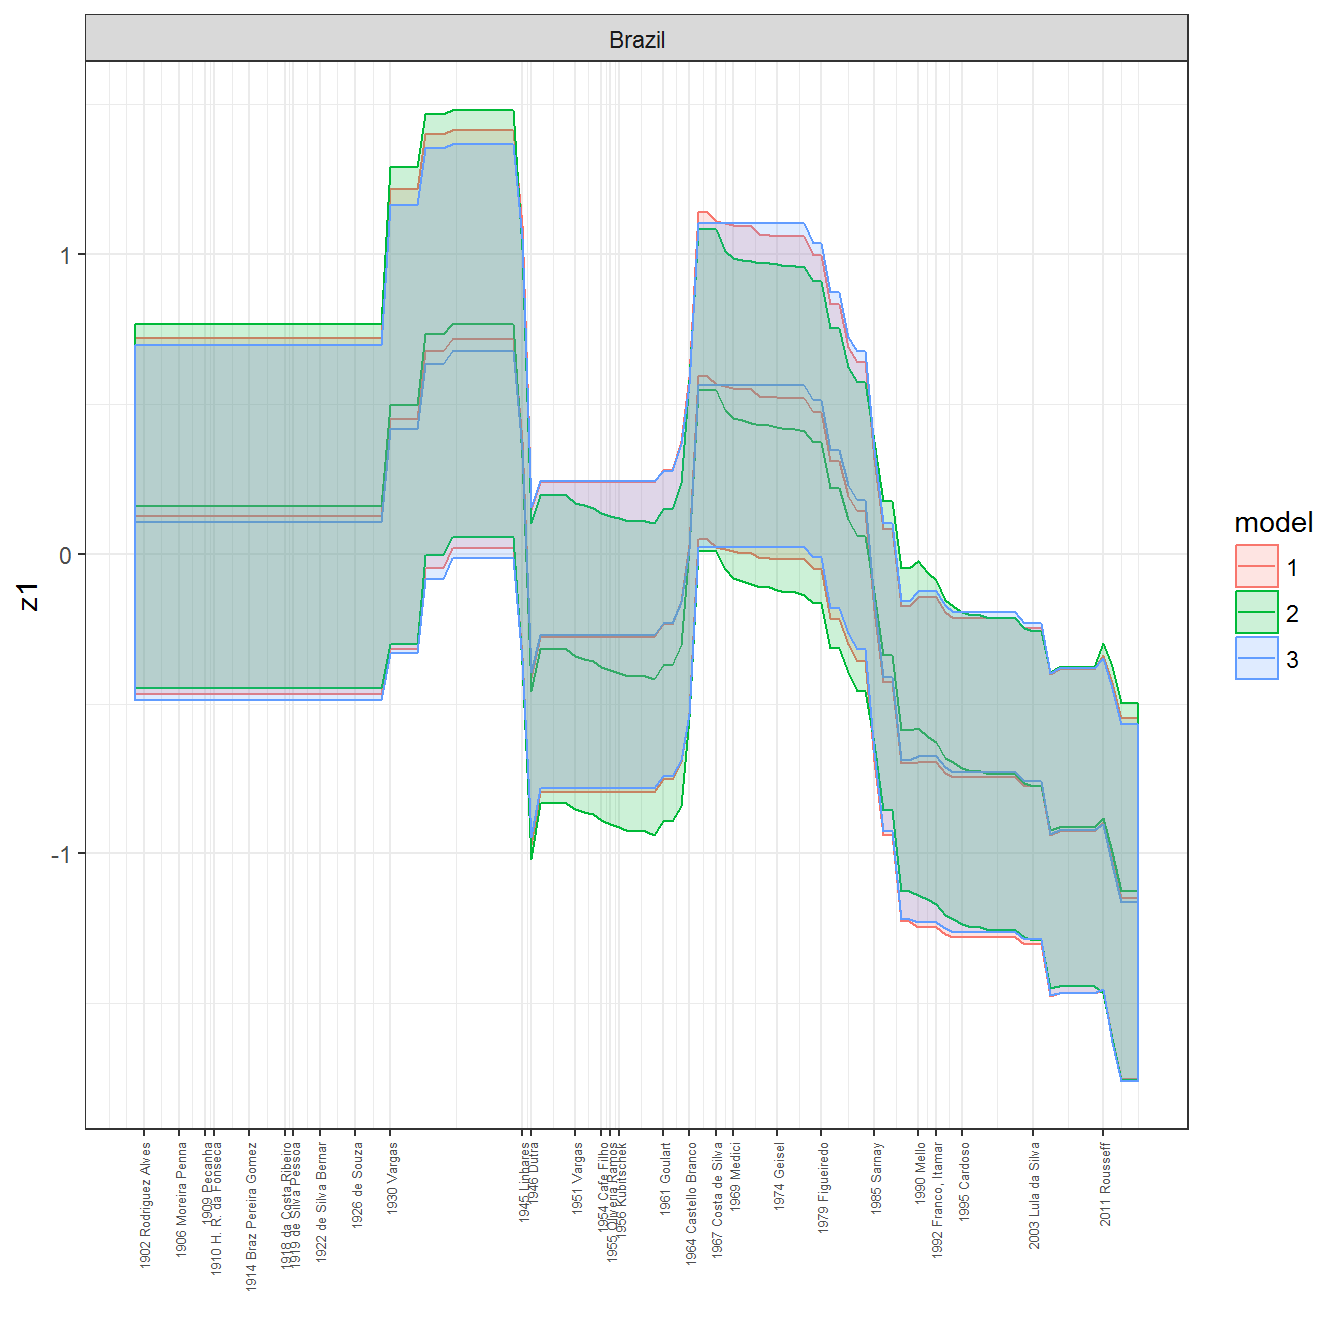 Brazil
z1
1
0
-1
model
1
2
3
1902 Rodriguez Alves
1906 Moreira Penna
1909 Pecanha
1910 H. R. da Fonseca
1914 Braz Pereira Gomez
1918 da Costa Ribeiro
1919 de Silva Pessoa
1922 de Silva Bernar
1926 de Souza
1930 Vargas
1945 Linhares
1946 Dutra
1951 Vargas
1954 Cafe Filho
1955 Oliveira Ramos
1956 Kubitschek
1961 Goulart
1964 Castello Branco
1967 Costa de Silva
1969 Medici
1974 Geisel
1979 Figueiredo
1985 Sarnay
1990 Mello
1992 Franco, Itamar
1995 Cardoso
2003 Lula da Silva
2011 Rousseff